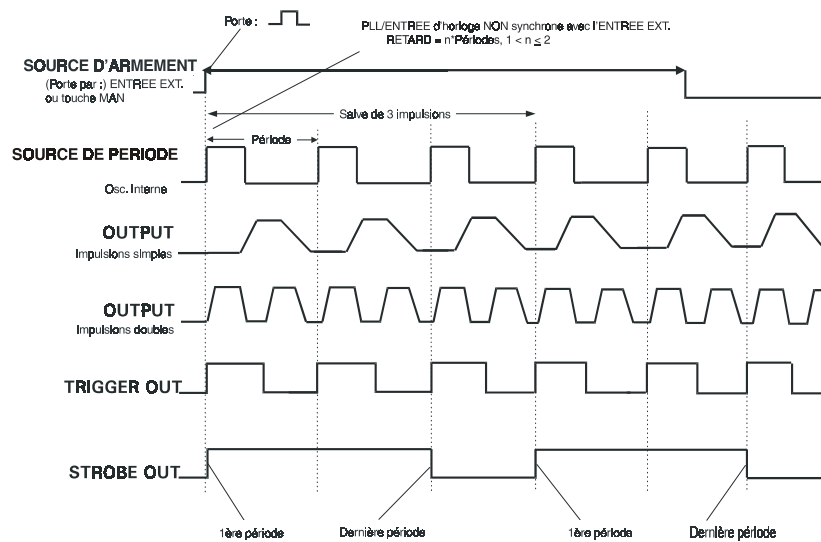 Porte :
PLL/ENTREE d'horloge NON synchrone avec l'ENTREE EXT.
RETARD = n*Périodes, 1 < n ≤ 2
SOURCE D'ARMEMENT
(Porte par :) ENTREE EXT.
ou touche MAN
Salve de 3 impulsions
Période
SOURCE DE PERIODE
Osc. Interne
OUTPUT
Impulsions simples
OUTPUT
Impulsions doubles
TRIGGER OUT
STROBE OUT
1ère période
Dernière période
1ère période
Dernière période